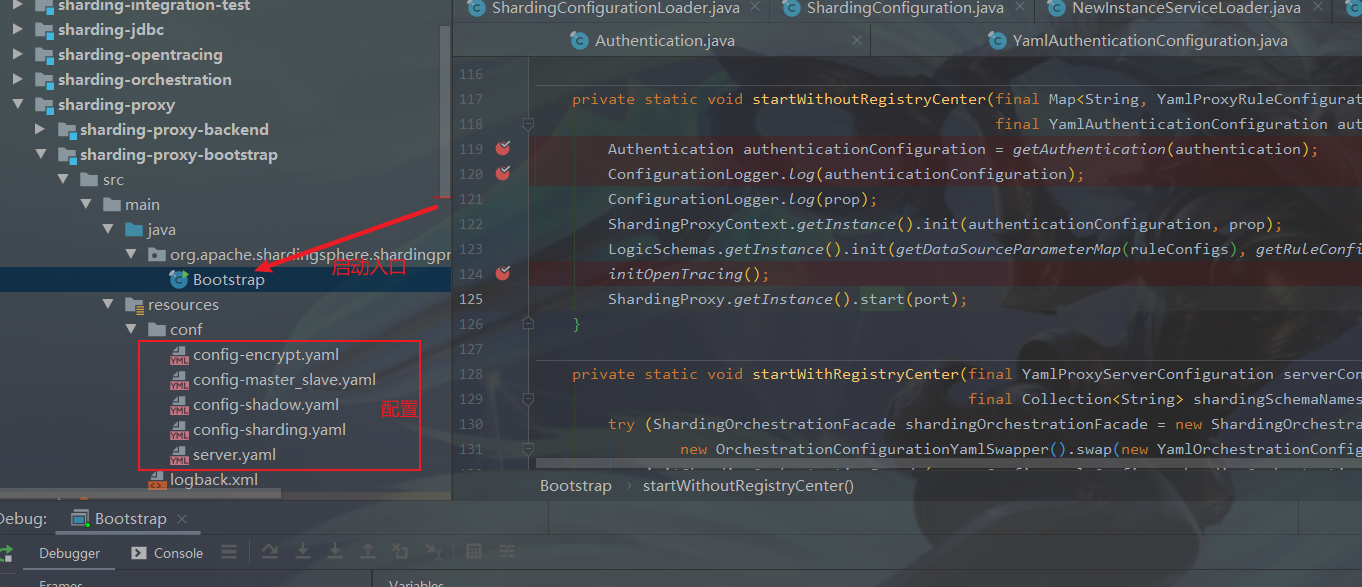 sharding-integration-test
sharding-jdbc
sharding-opentracing
sharding-orchestration
sharding-proxy
sharding-proxy-backend
sharding-proxy-bootstrap
src
main
java
org.apache.shardingsphere.shardingpr
Bootstrap
启动入口
resources
conf
config-encrypt.yaml
config-master_slave.yaml
config-shadow.yaml
配置
config-sharding.yaml
server.yaml
logback.xml
ShardingConfigurationLoader.java
ShardingConfiguration.java
NewInstanceServiceLoader.java
Authentication.java
YamlAuthenticationConfiguration.java
116
117 private static void startWithoutRegistryCenter(final Map<String, YamlProxyRuleConfigurat
118 final YamlAuthenticationConfiguration aut
119 Authentication authenticationConfiguration = getAuthentication(authentication);
120 ConfigurationLogger.log(authenticationConfiguration);
121 ConfigurationLogger.log(prop);
122 ShardingProxyContext.getInstance().init(authenticationConfiguration, prop);
123 LogicSchemas.getInstance().init(getDataSourceParameterMap(ruleConfigs), getRuleConfi
124 initOpenTracing();
125 ShardingProxy.getInstance().start(port);
126 }
127
128 private static void startWithRegistryCenter(final YamlProxyServerConfiguration serverCon
129 final Collection<String> shardingSchemaNames
130 try (ShardingOrchestrationFacade shardingOrchestrationFacade = new ShardingOrchestra
131 new OrchestrationConfigurationYamlSwapper().swap(new YamlOrchestrationConfig
Bootstrap › startWithoutRegistryCenter()
Debug:
Bootstrap
Debugger
Console
Frames
Variables